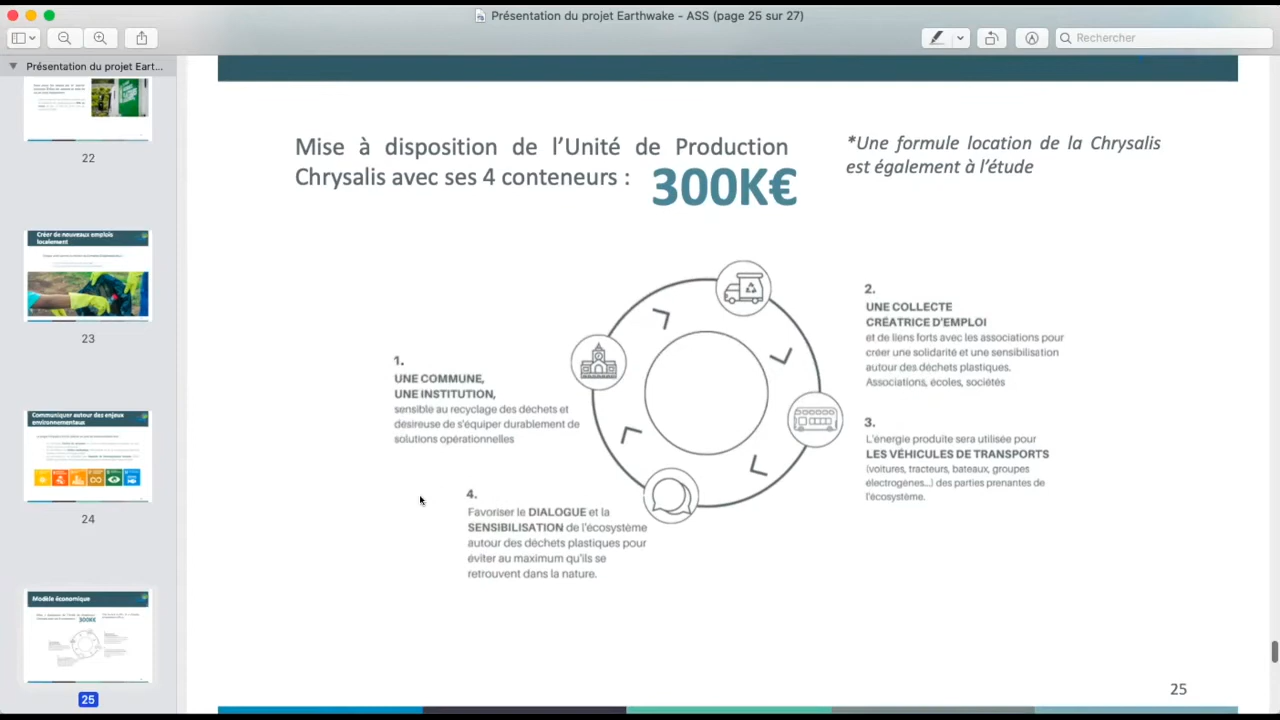 Présentation du projet Earthwake - ASS (page 25 sur 27)
Rechercher
Présentation du projet Eart...
22
Créer de nouveaux emplois
localement
23
Communiquer autour des enjeux
environnementaux
24
Modèle économique
300K€
25
Mise à disposition de l’Unité de Production
Chrysalis avec ses 4 conteneurs :
300K€
*Une formule location de la Chrysalis
est également à l’étude
1.
UNE COMMUNE,
UNE INSTITUTION,
sensible au recyclage des déchets et
désireuse de s'équiper durablement de
solutions opérationnelles
2.
UNE COLLECTE
CRÉATRICE D'EMPLOI
et de liens forts avec les associations pour
créer une solidarité et une sensibilisation
autour des déchets plastiques.
Associations, écoles, sociétés
3.
L'énergie produite sera utilisée pour
LES VÉHICULES DE TRANSPORTS
(voitures, tracteurs, bateaux, groupes
électrogènes...) des parties prenantes de
l'écosystème.
4.
Favoriser le DIALOGUE et la
SENSIBILISATION de l'écosystème
autour des déchets plastiques pour
éviter au maximum qu'ils se
retrouvent dans la nature.
25